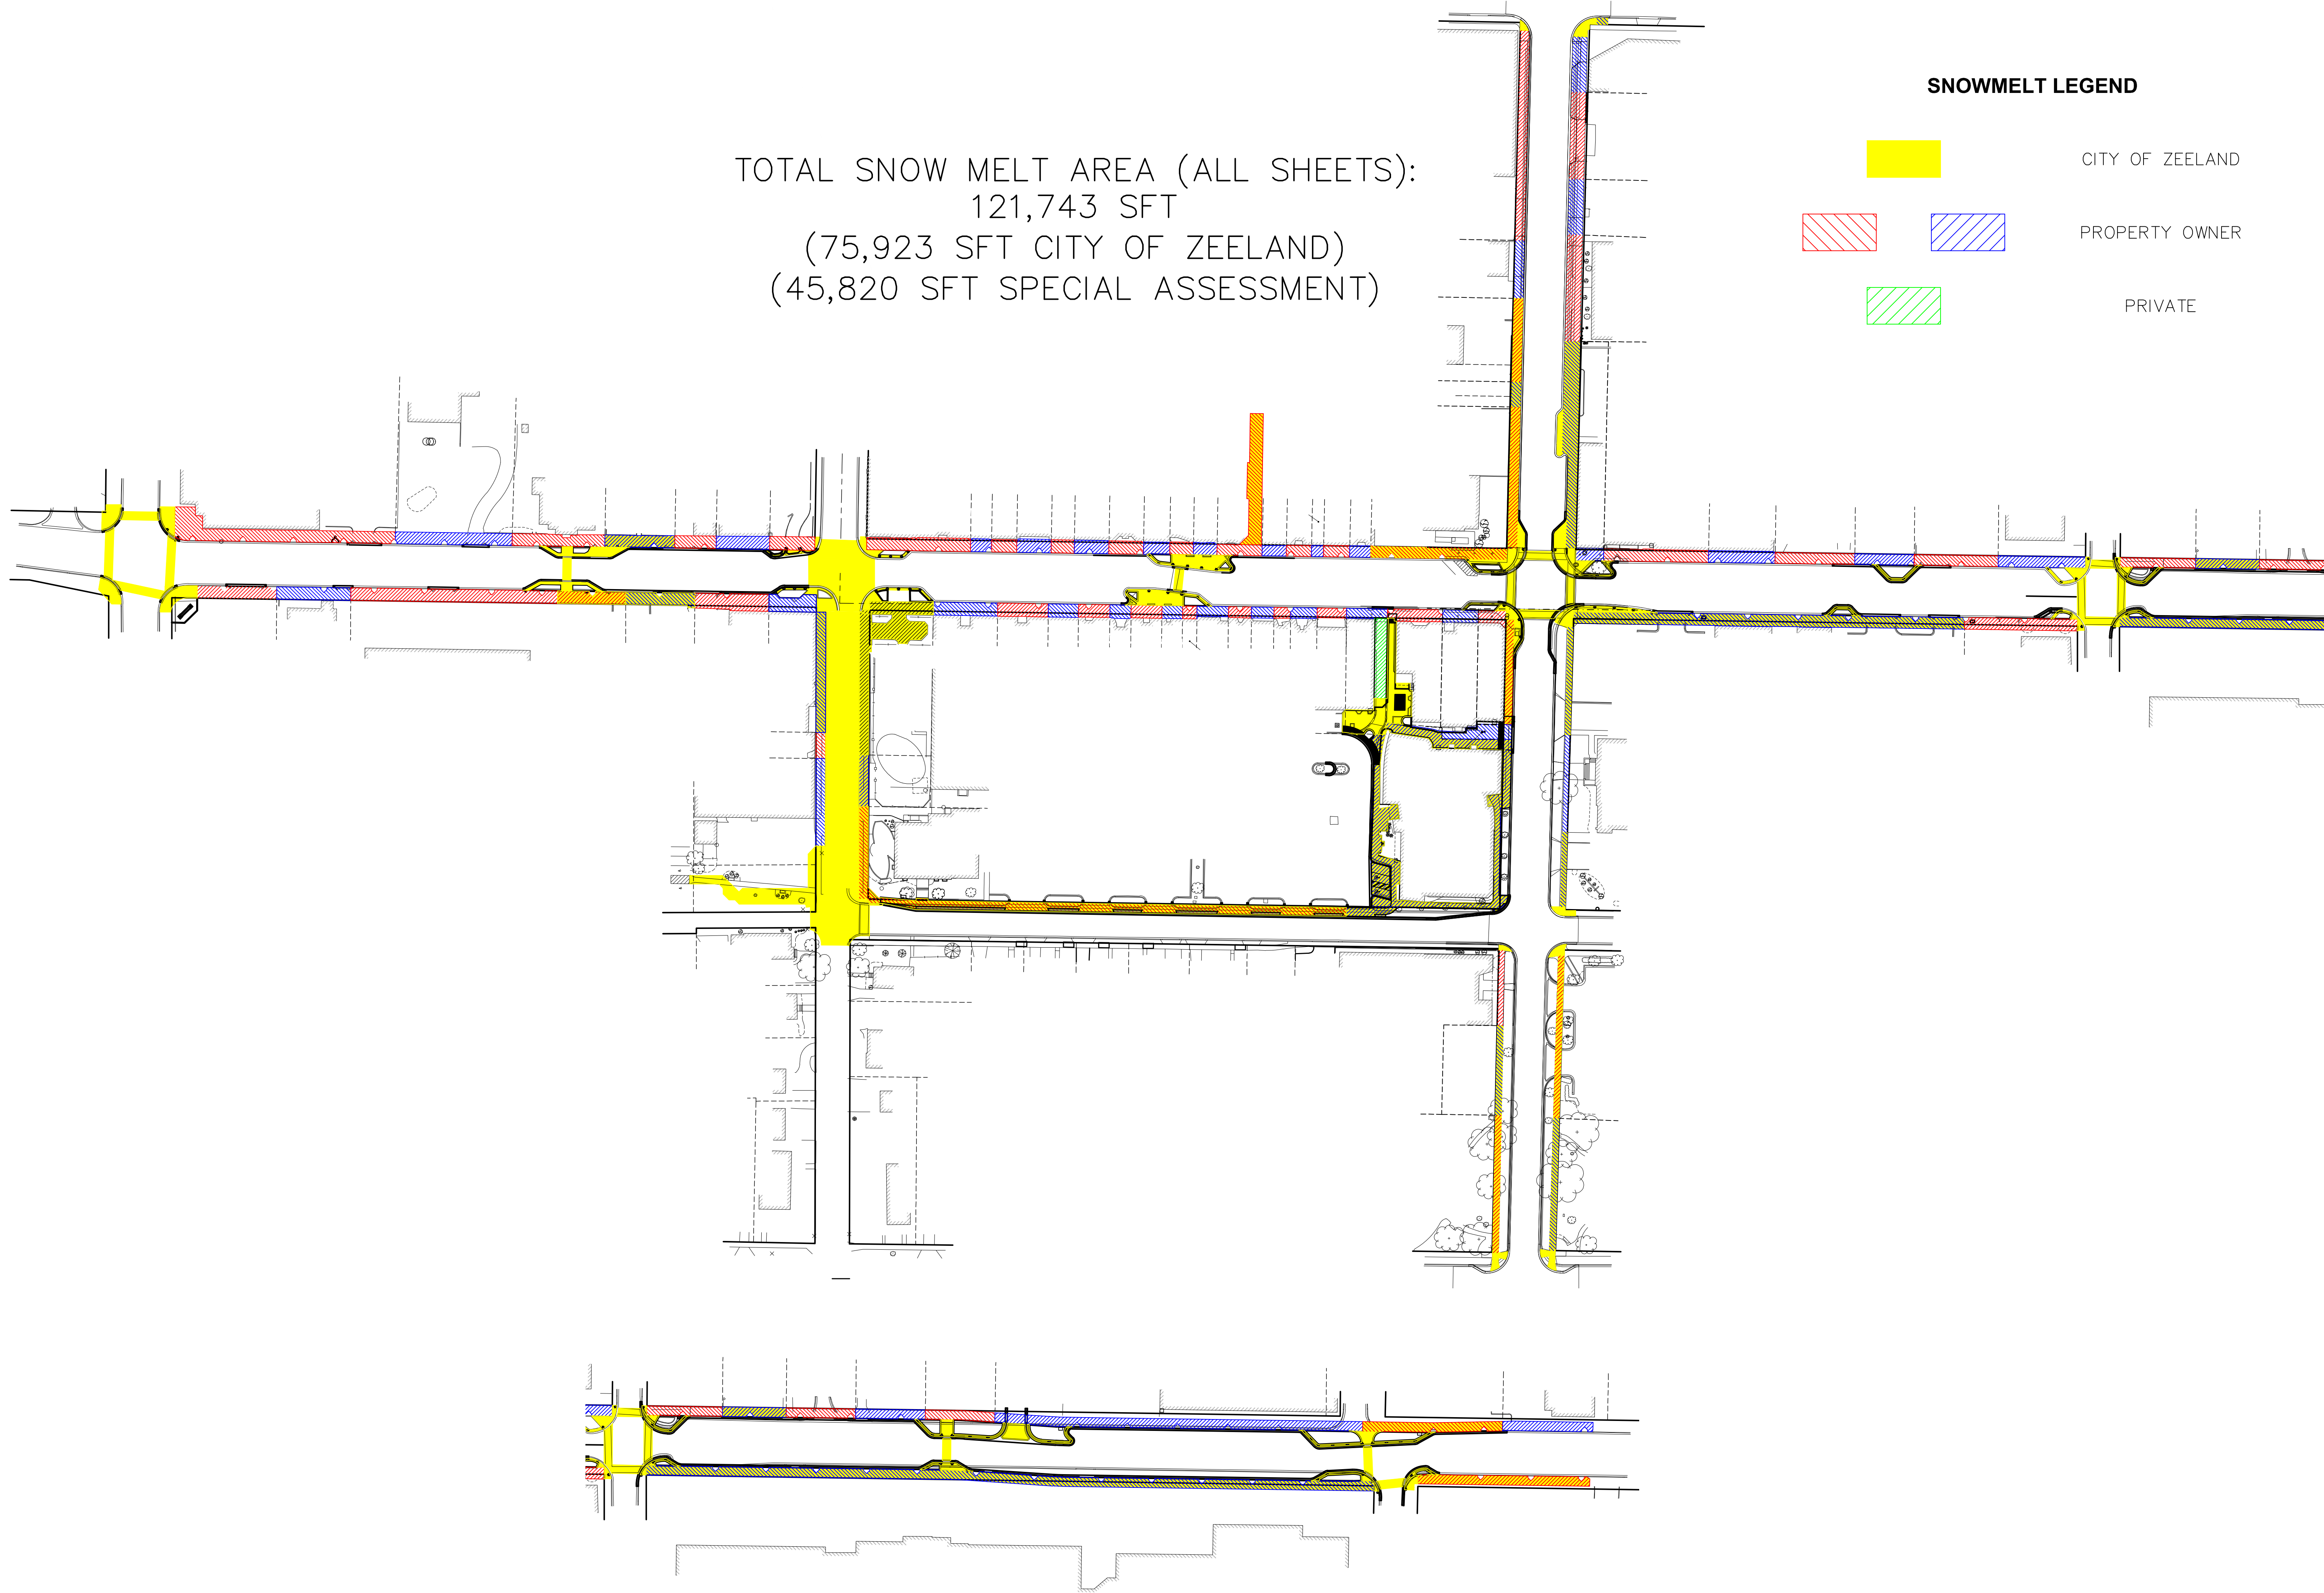 SNOWMELT LEGEND
CITY OF ZEELAND
PROPERTY OWNER
PRIVATE
TOTAL SNOW MELT AREA (ALL SHEETS):
121,743 SFT
(75,923 SFT CITY OF ZEELAND)
(45,820 SFT SPECIAL ASSESSMENT)